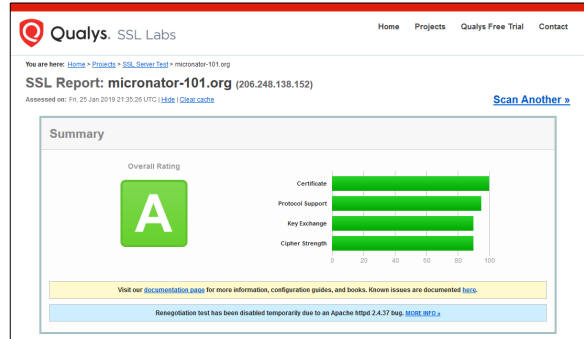 Qualys. SSL Labs
Home Projects Qualys Free Trial Contact
You are here: Home > Projects > SSL Server Test > micronator-101.org
SSL Report: micronator-101.org (206.248.138.152)
Assessed on: Fri, 25 Jan 2019 21:35:26 UTC | Hide | Clear cache
Scan Another »
Summary
Overall Rating
A
Certificate
Protocol Support
Key Exchange
Cipher Strength
0 20 40 60 80 100
Visit our documentation page for more information, configuration guides, and books. Known issues are documented here.
Renegotiation test has been disabled temporarily due to an Apache httpd 2.4.37 bug. MORE INFO »